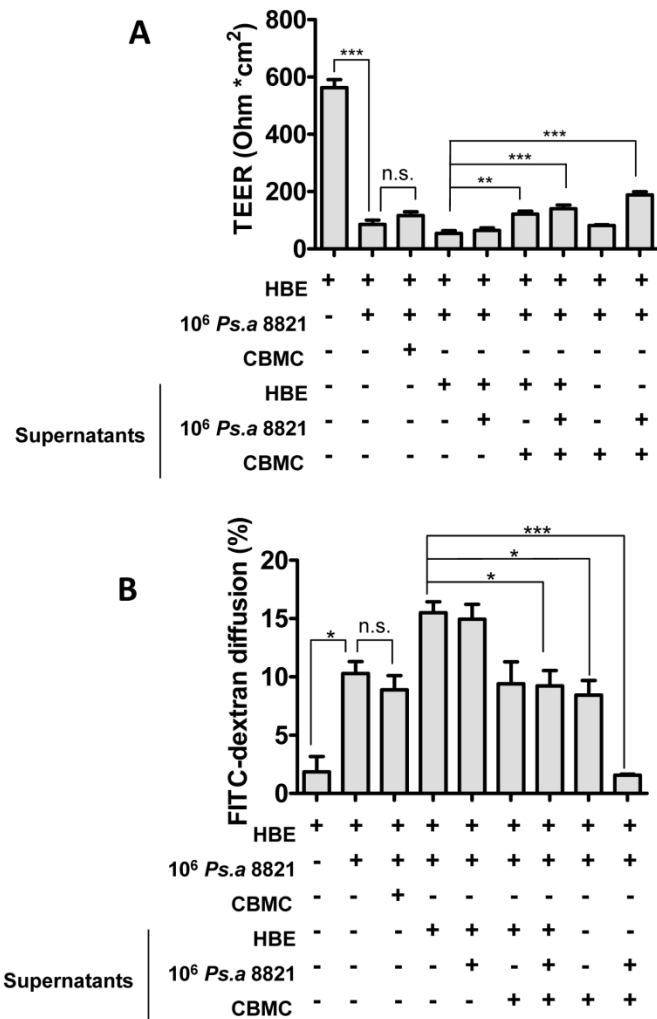 A
TEER (Ohm *cm2)
800
600
400
200
0
***
n.s.
**
***
***
HBE + + + + + + + + +
10⁶ Ps.a 8821 - + + + + + + + +
CBMC - - + - - - - - -
Supernatants
HBE - - - + + + + - -
10⁶ Ps.a 8821 - - - - + - + - +
CBMC - - - - - + + + +
B
FITC-dextran diffusion (%)
20
15
10
5
0
*
n.s.
*
*
***
HBE + + + + + + + + +
10⁶ Ps.a 8821 - + + + + + + + +
CBMC - - + - - - - - -
Supernatants
HBE - - - + + + + - -
10⁶ Ps.a 8821 - - - - + - + - +
CBMC - - - - - + + + +